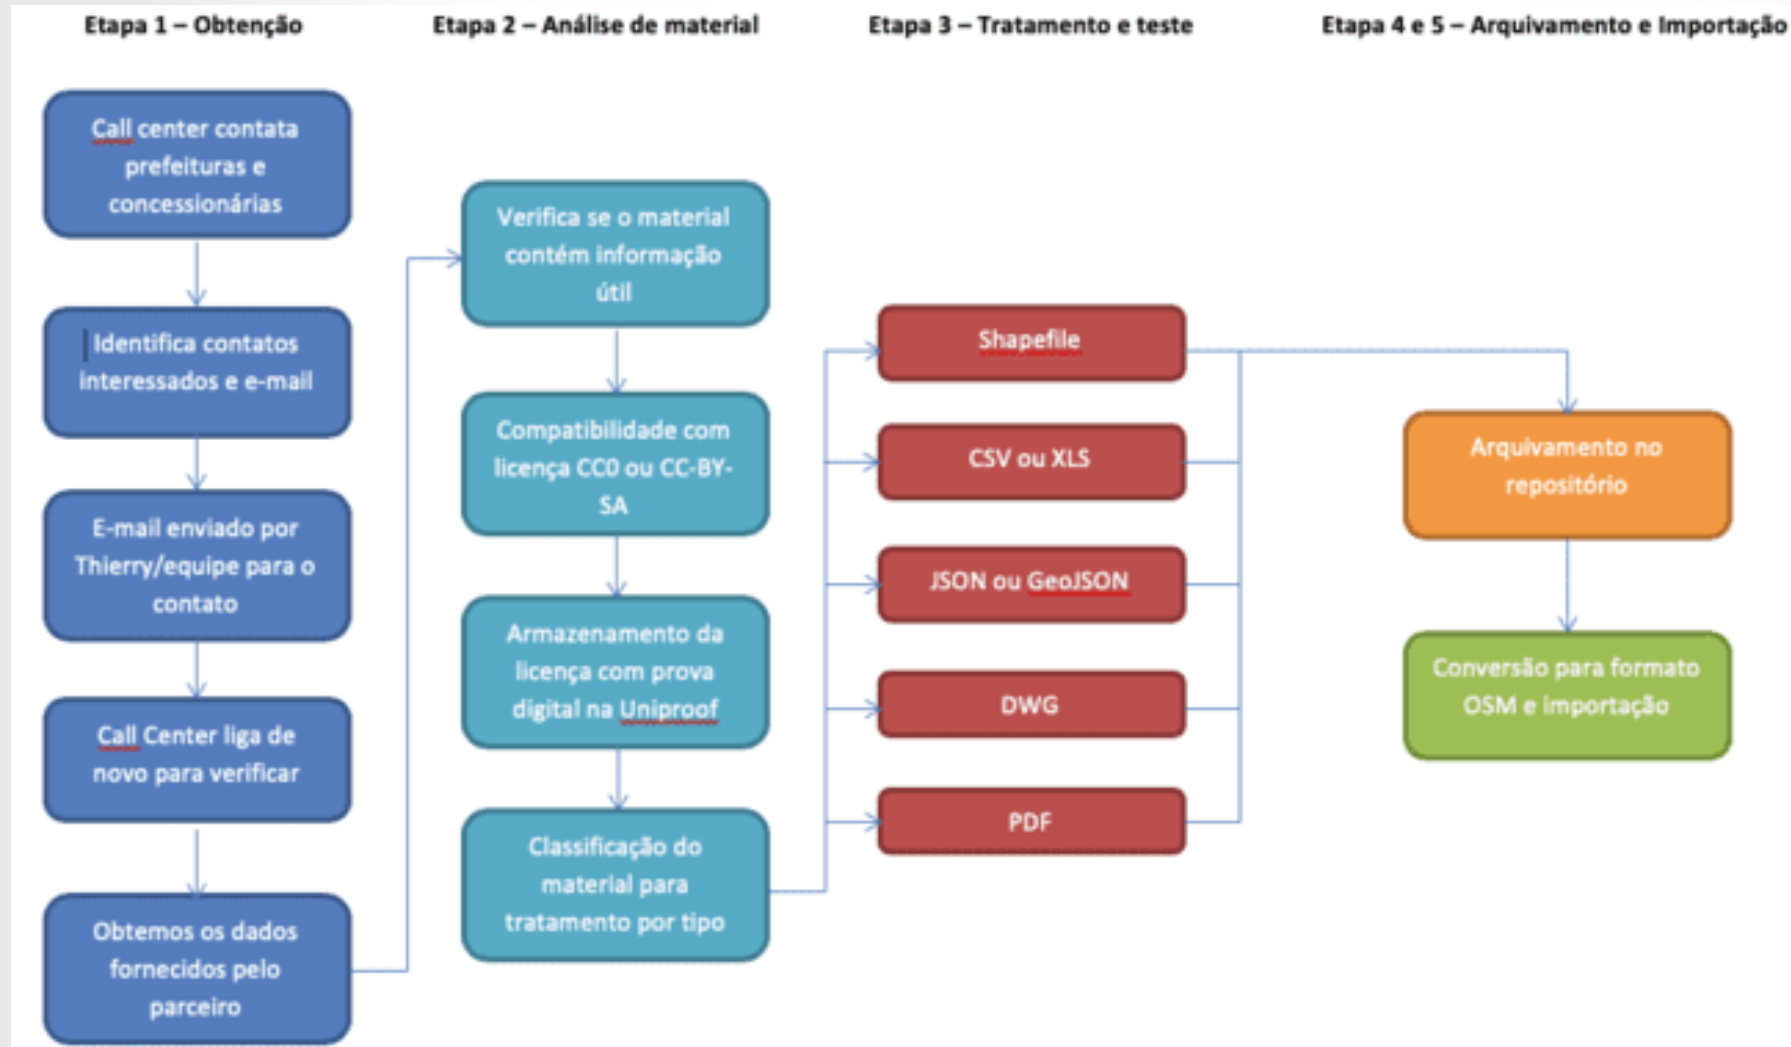 Etapa 1 – Obtenção
Call center contata
prefeituras e
concessionárias
Identifica contatos
interessados e e-mail
E-mail enviado por
Thierry/equipe para o
contato
Call Center liga de
novo para verificar
Obtemos os dados
fornecidos pelo
parceiro
Etapa 2 – Análise de material
Verifica se o material
contém informação
útil
Compatibilidade com
licença CC0 ou CC-BY-
SA
Armazenamento da
licença com prova
digital na Uniproof
Classificação do
material para
tratamento por tipo
Etapa 3 – Tratamento e teste
Shapefile
CSV ou XLS
JSON ou GeoJSON
DWG
PDF
Etapa 4 e 5 – Arquivamento e Importação
Arquivamento no
repositório
Conversão para formato
OSM e importação